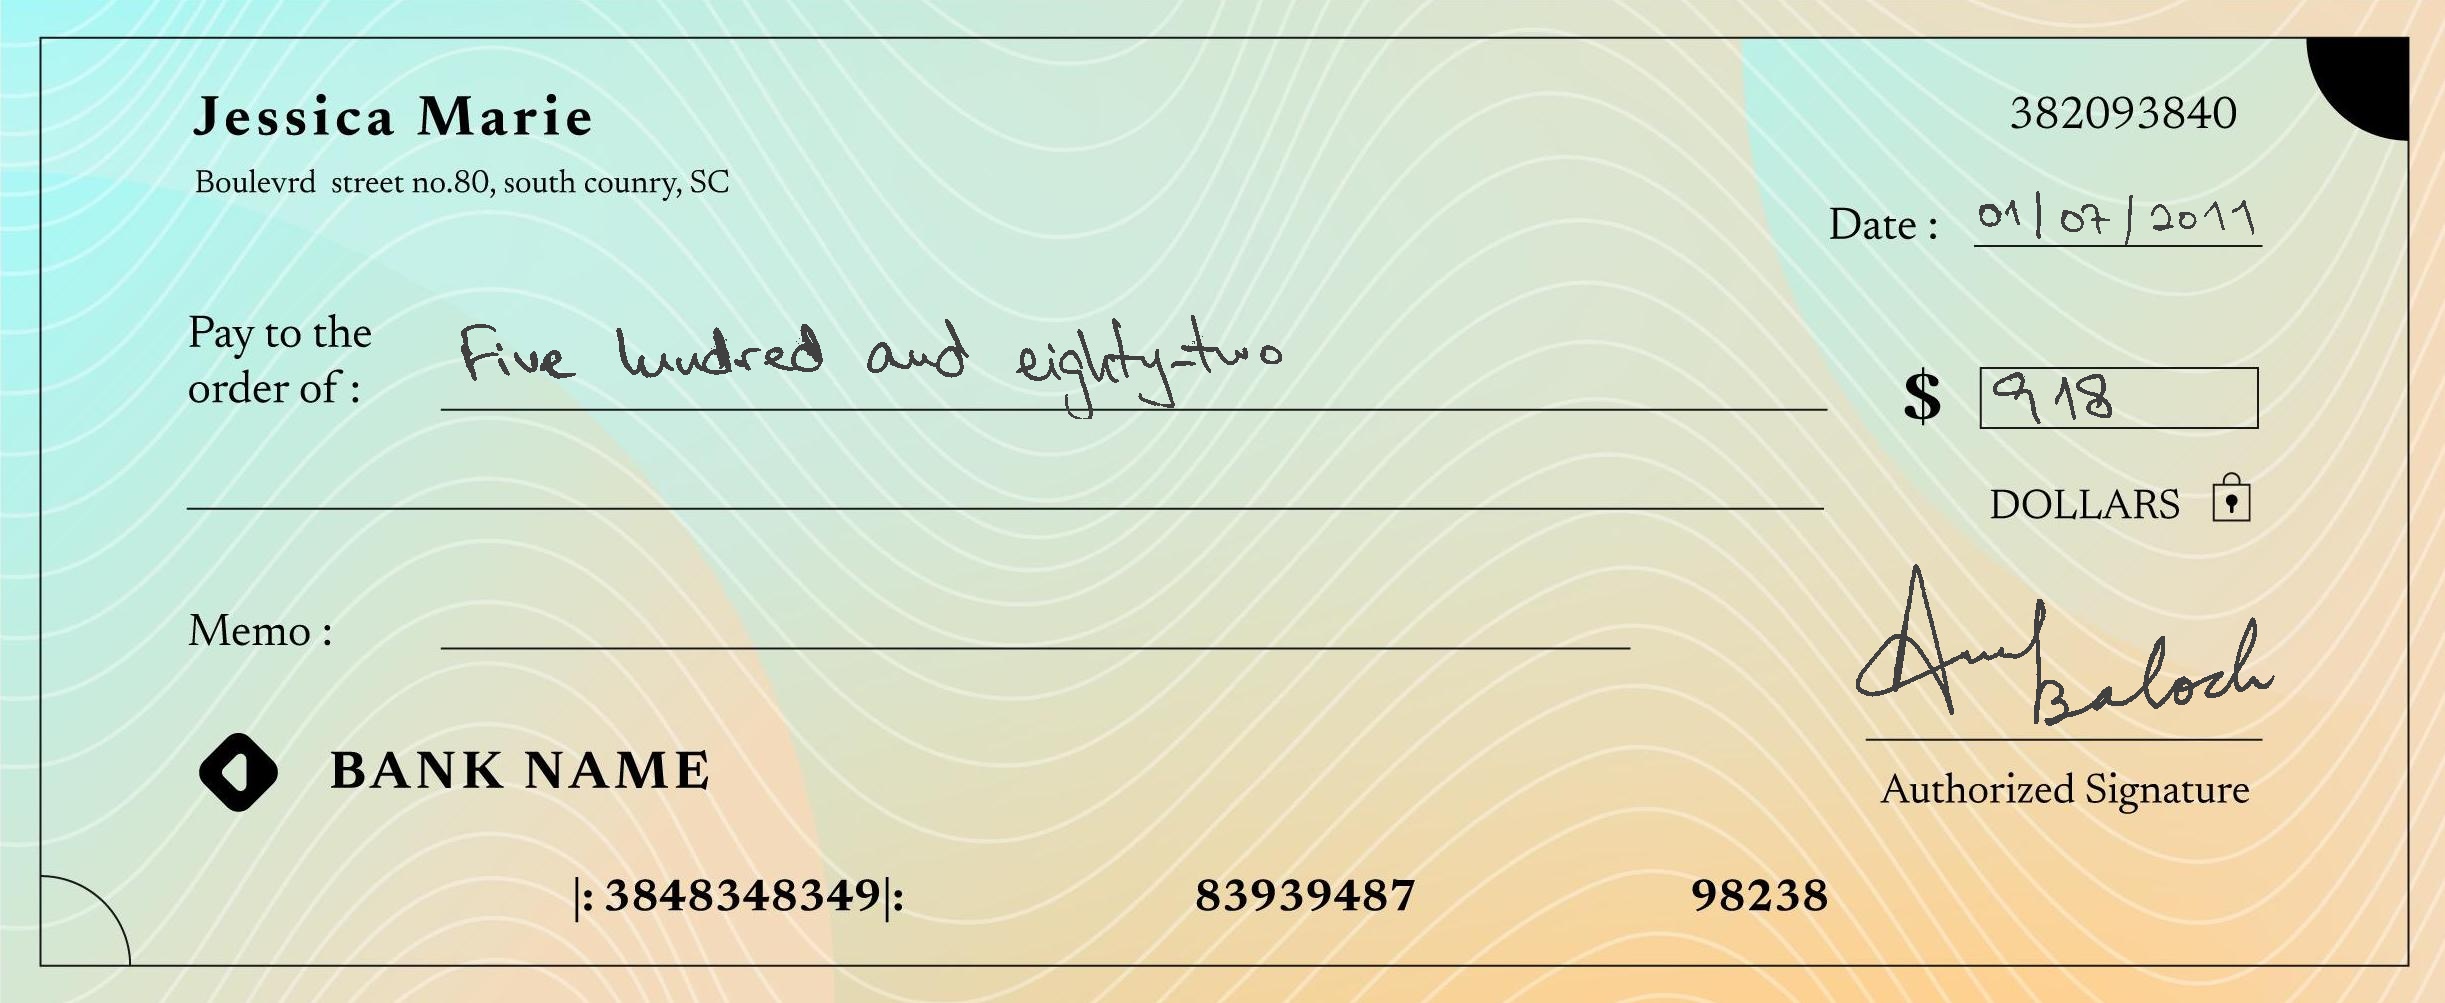 Jessica Marie
382093840
Boulevrd street no.80, south counry, SC
Date : 01/07/2011
Pay to the
order of : Five hundred and eighty-two
$ 918
DOLLARS
Memo :
Baloch
BANK NAME
Authorized Signature
|: 3848348349|: 83939487 98238